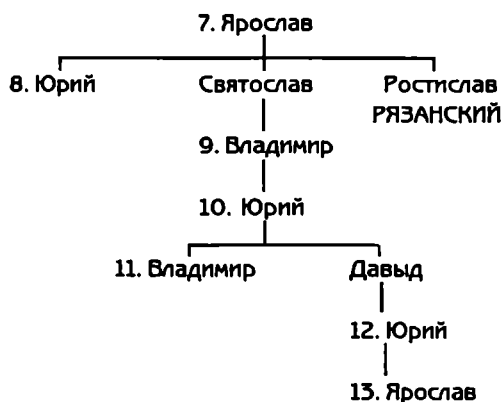 7. Ярослав
8. Юрий Святослав Ростислав
РЯЗАНСКИЙ
9. Владимир
10. Юрий
11. Владимир Давыд
12. Юрий
13. Ярослав